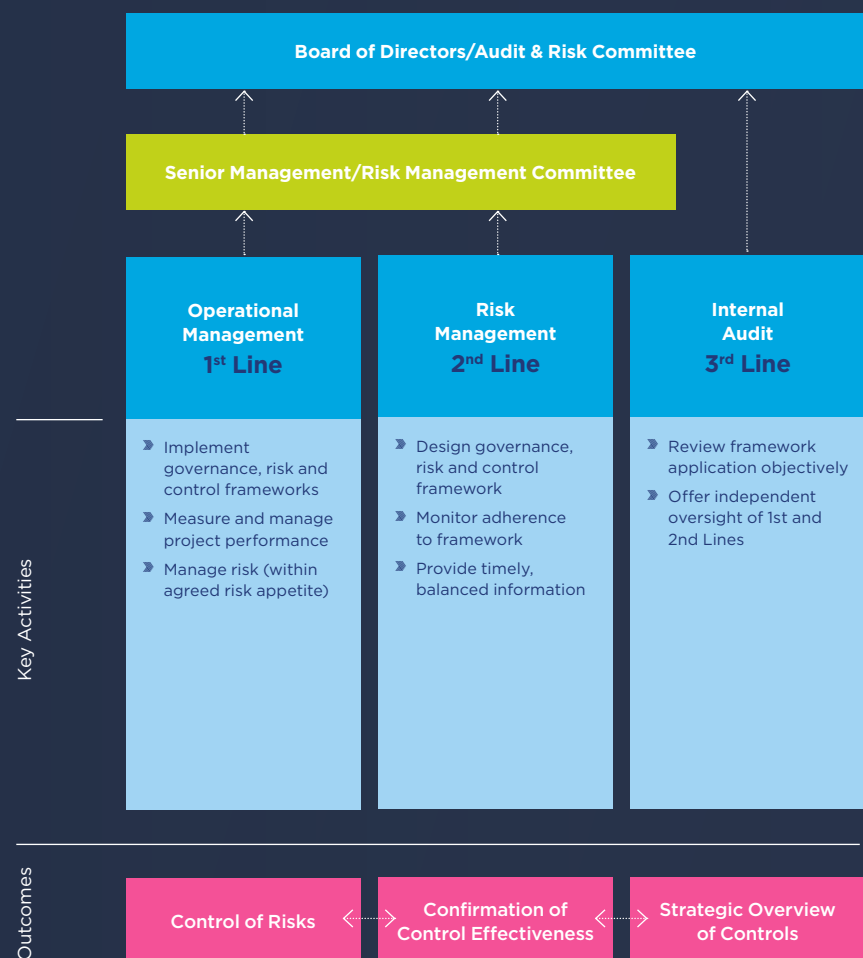 Board of Directors/Audit & Risk Committee
Senior Management/Risk Management Committee
Operational
Management
1st Line
Risk
Management
2nd Line
Internal
Audit
3rd Line
Key Activities
Implement
governance, risk and
control frameworks
Measure and manage
project performance
Manage risk (within
agreed risk appetite)
Design governance,
risk and control
framework
Monitor adherence
to framework
Provide timely,
balanced information
Review framework
application objectively
Offer independent
oversight of 1st and
2nd Lines
Outcomes
Control of Risks
Confirmation of
Control Effectiveness
Strategic Overview
of Controls